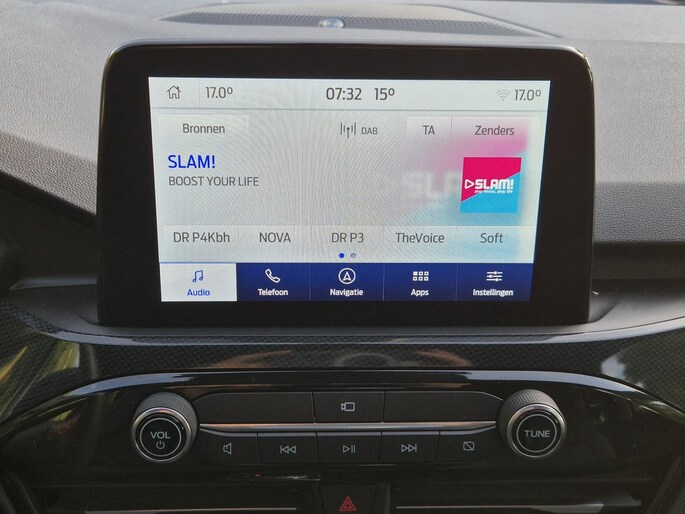 17.0° 07:32 15° 17.0°
Bronnen DAB TA Zenders
SLAM!
BOOST YOUR LIFE
SLAM!
DR P4Kbh NOVA DR P3 TheVoice Soft
Audio Telefoon Navigatie Apps Instellingen
VOL TUNE